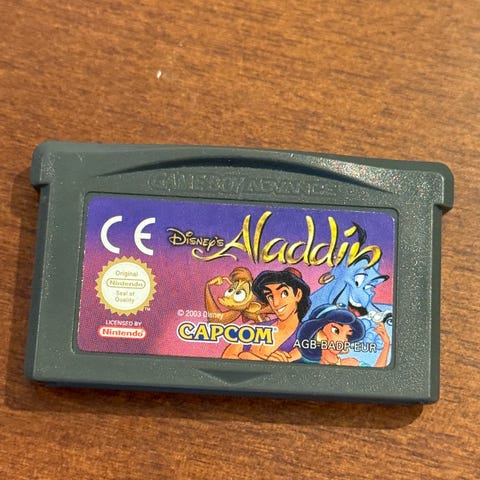 GAME BOY ADVANCE
CE
Disney's Aladdin
Original
Nintendo
Seal of
Quality
LICENSED BY
Nintendo
© 2003 Disney
CAPCOM
AGB-BADP-EUR